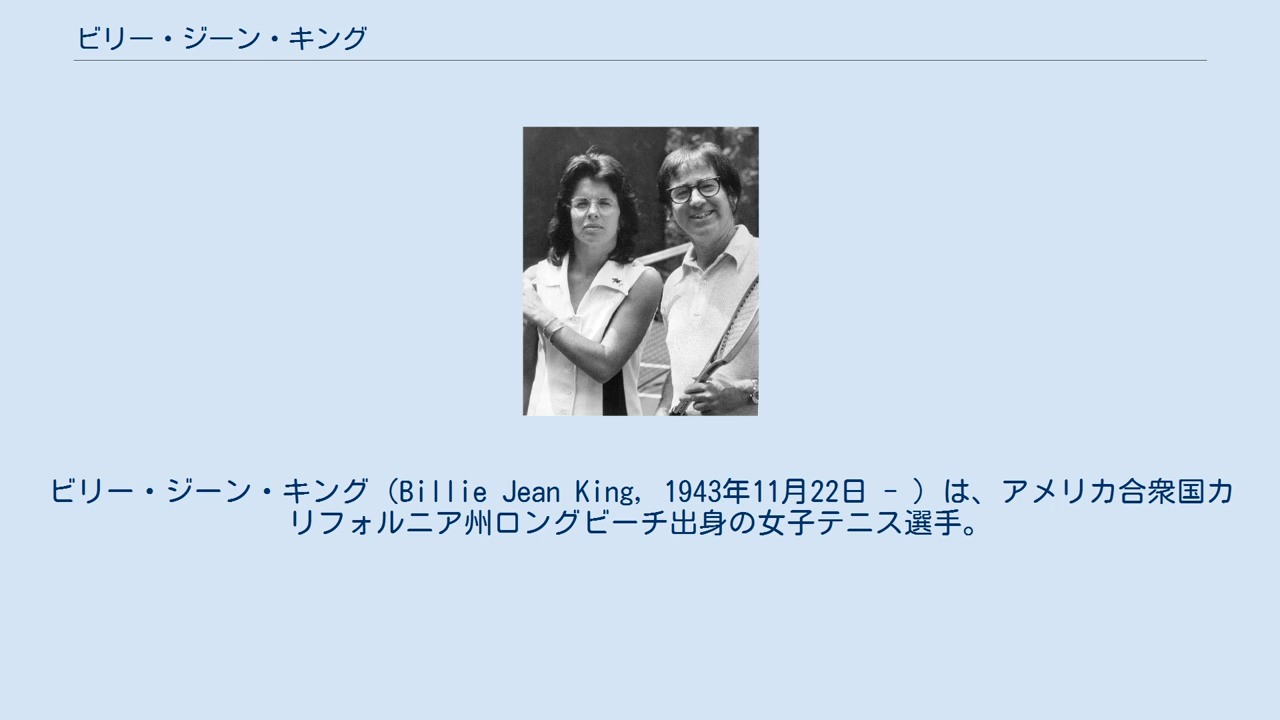 ビリー・ジーン・キング
ビリー・ジーン・キング（Billie Jean King, 1943年11月22日 - ）は、アメリカ合衆国カ
リフォルニア州ロングビーチ出身の女子テニス選手。